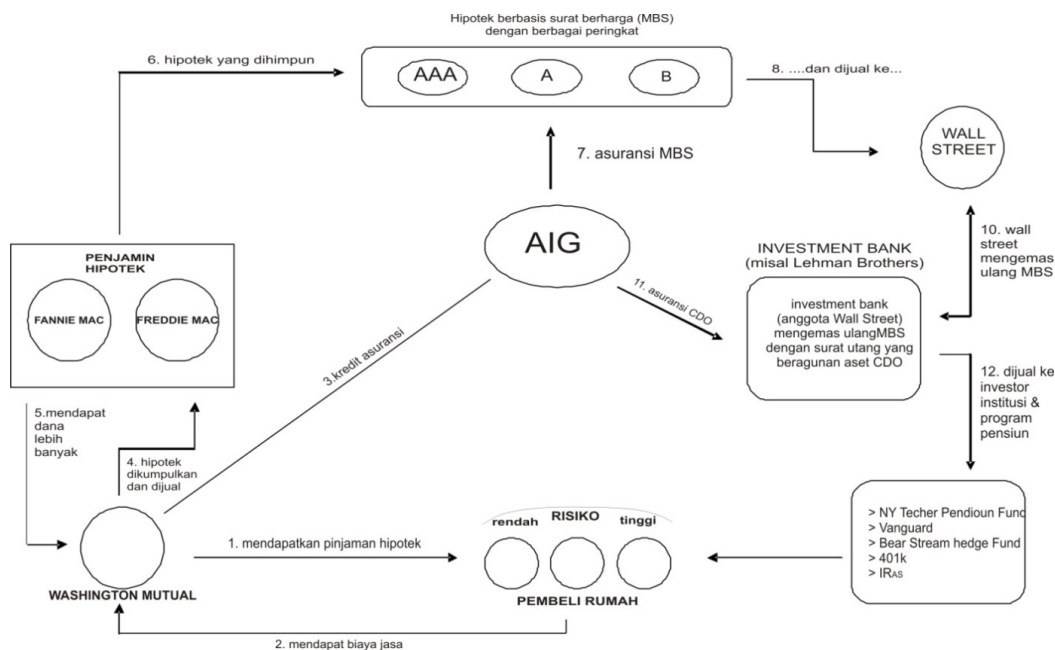 Hipotek berbasis surat berharga (MBS)
dengan berbagai peringkat
6. hipotek yang dihimpun
AAA
A
B
8. ....dan dijual ke...
WALL
STREET
7. asuransi MBS
AIG
PENJAMIN
HIPOTEK
FANNIE MAC
FREDDIE MAC
INVESTMENT BANK
(misal Lehman Brothers)
10. wall
street
mengemas
ulang MBS
11. asuransi CDO
investment bank
(anggota Wall Street)
mengemas ulangMBS
dengan surat utang yang
beragunan aset CDO
3.kredit asuransi
12. dijual ke
investor
institusi &
program
pensiun
5.mendapat
dana
lebih
banyak
4. hipotek
dikumpulkan
dan dijual
WASHINGTON MUTUAL
1. mendapatkan pinjaman hipotek
rendah
RISIKO
tinggi
PEMBELI RUMAH
> NY Techer Pendioun Fund
> Vanguard
> Bear Stream hedge Fund
> 401k
> IRAS
2. mendapat biaya jasa